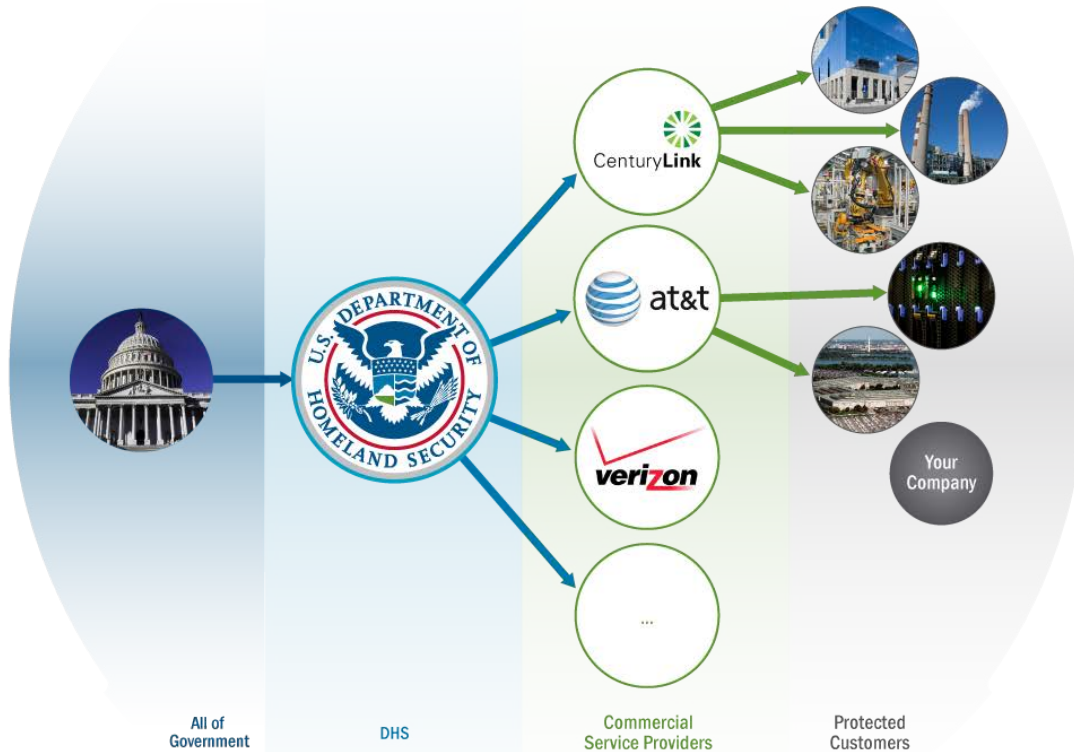 U.S. DEPARTMENT OF
HOMELAND SECURITY
CenturyLink
at&t
verizon
...
Your
Company
All of
Government
DHS
Commercial
Service Providers
Protected
Customers